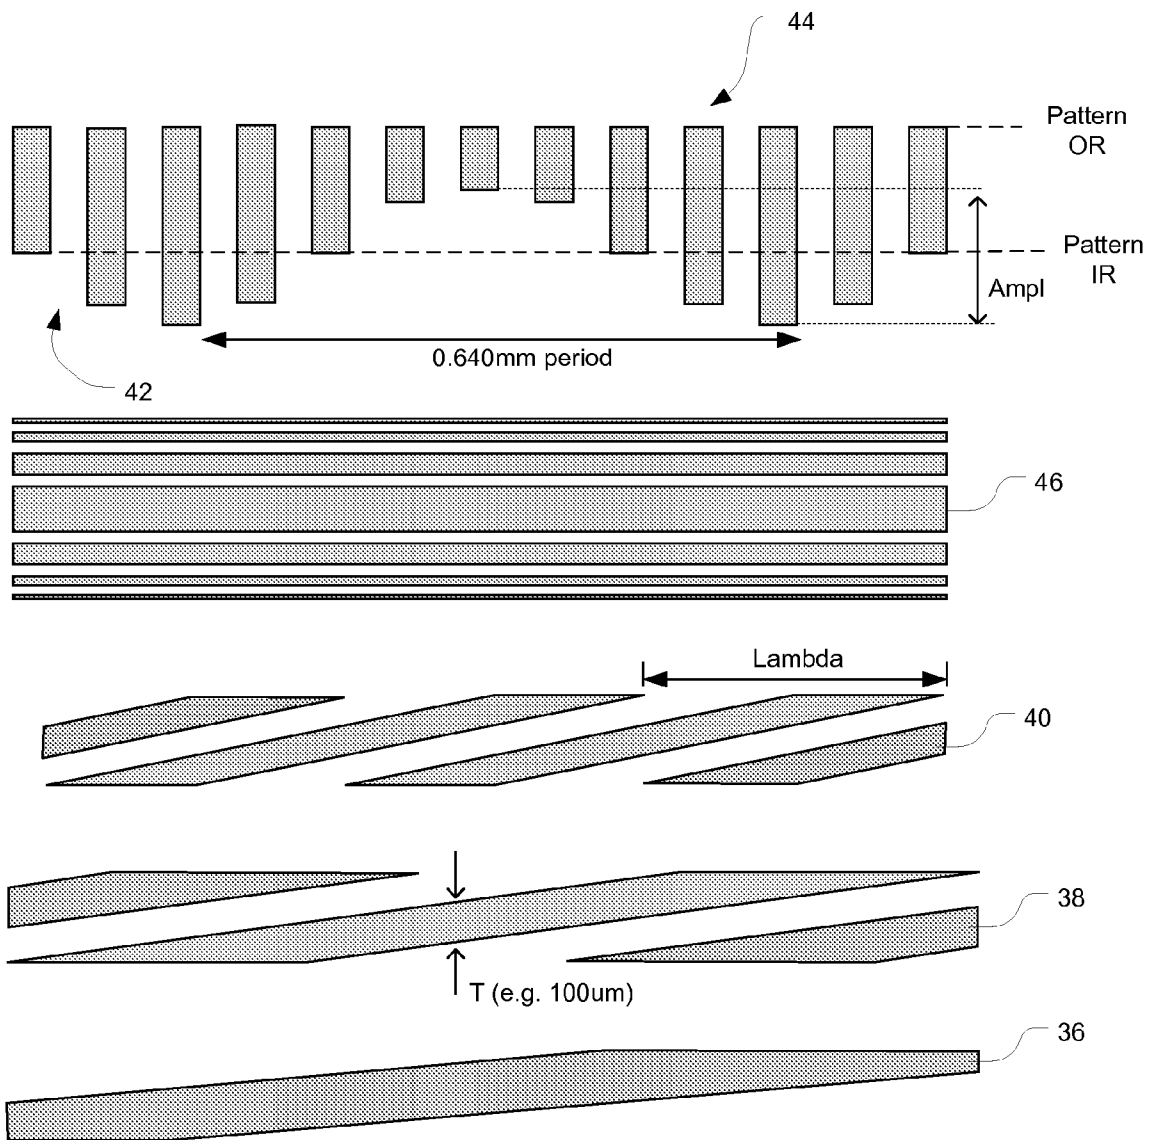 44
Pattern
OR
Pattern
IR
Ampl
0.640mm period
42
46
Lambda
40
38
T (e.g. 100um)
36